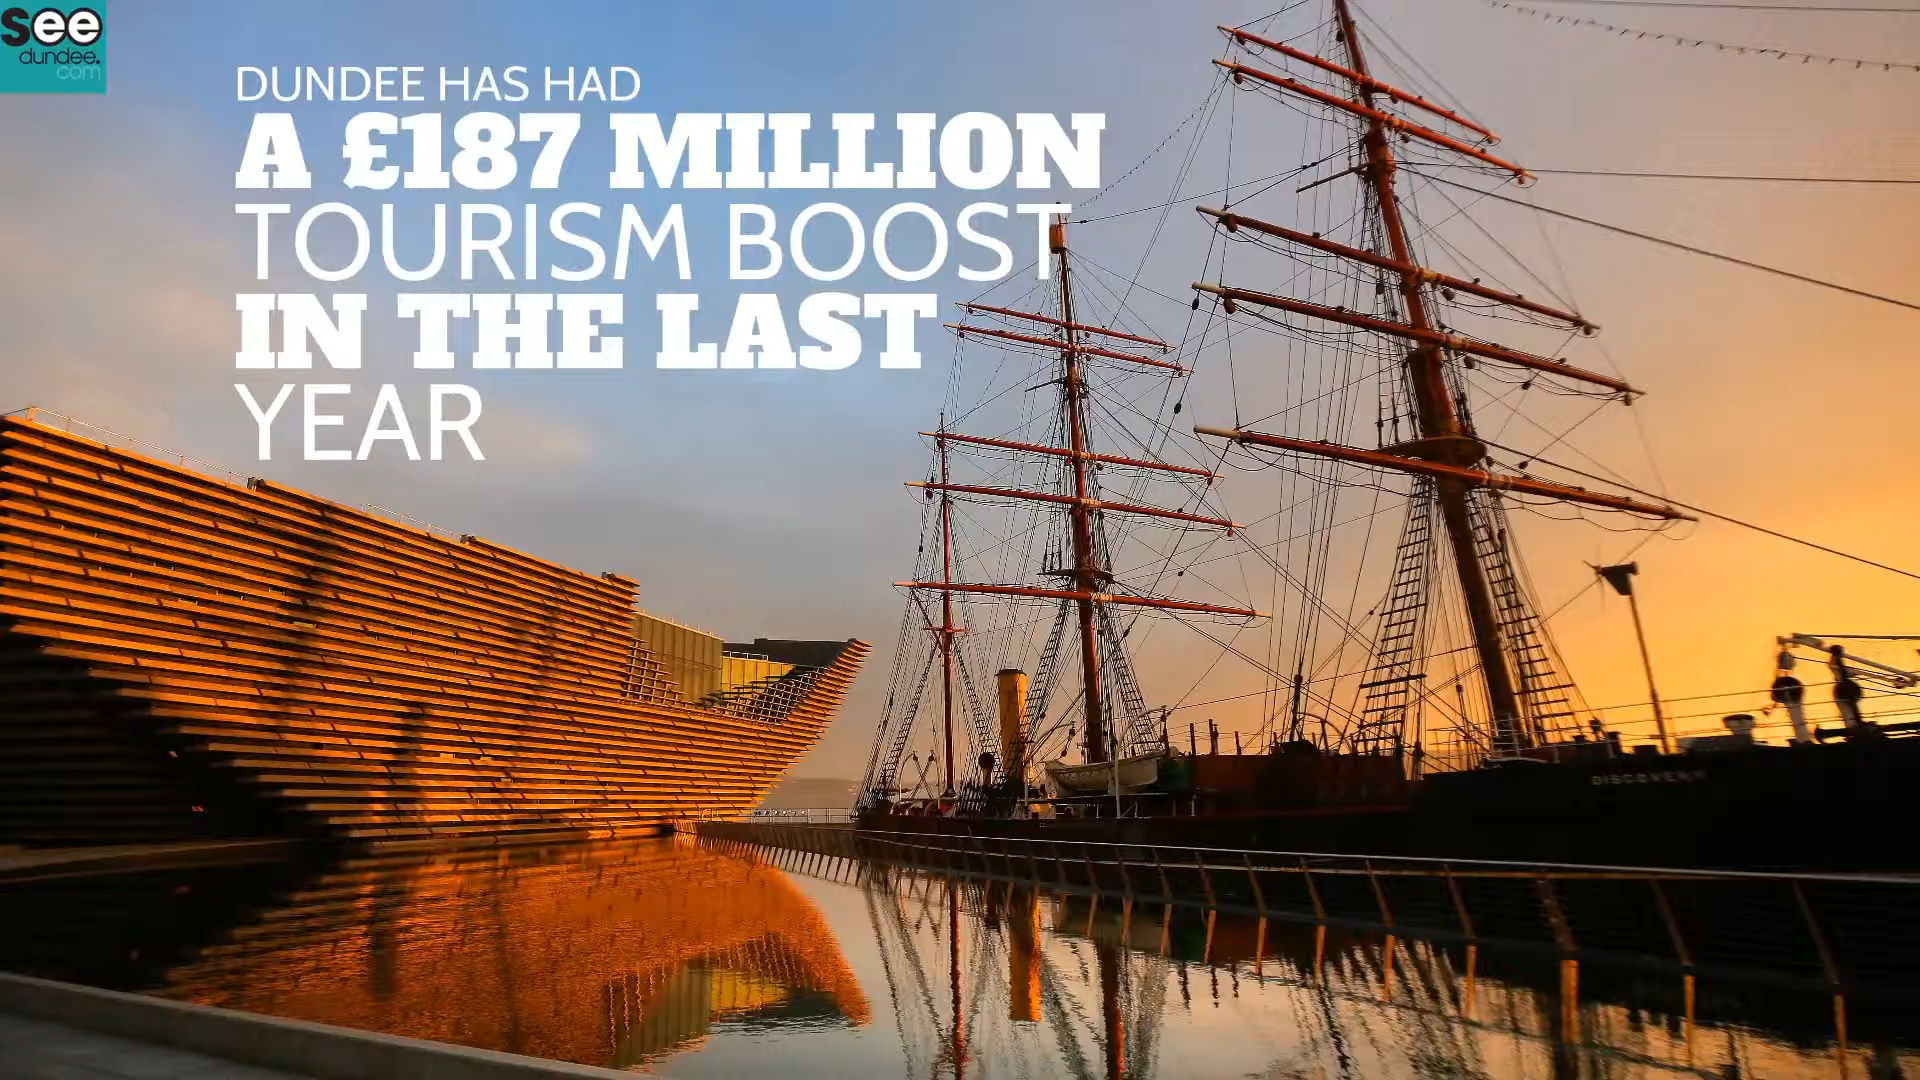 See
dundee.
com
DUNDEE HAS HAD
A £187 MILLION
TOURISM BOOST
IN THE LAST
YEAR
DISCOVERY